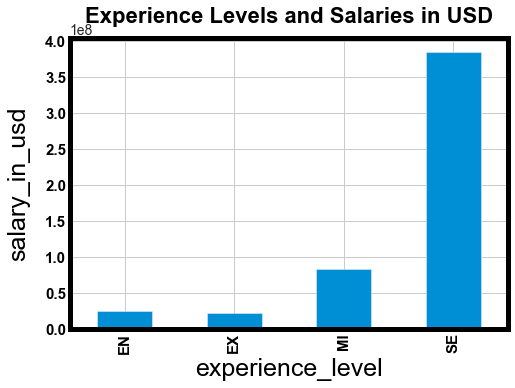 Experience Levels and Salaries in USD
1e8
4.0
3.5
3.0
2.5
2.0
1.5
1.0
0.5
0.0
salary_in_usd
EN
EX
MI
SE
experience_level